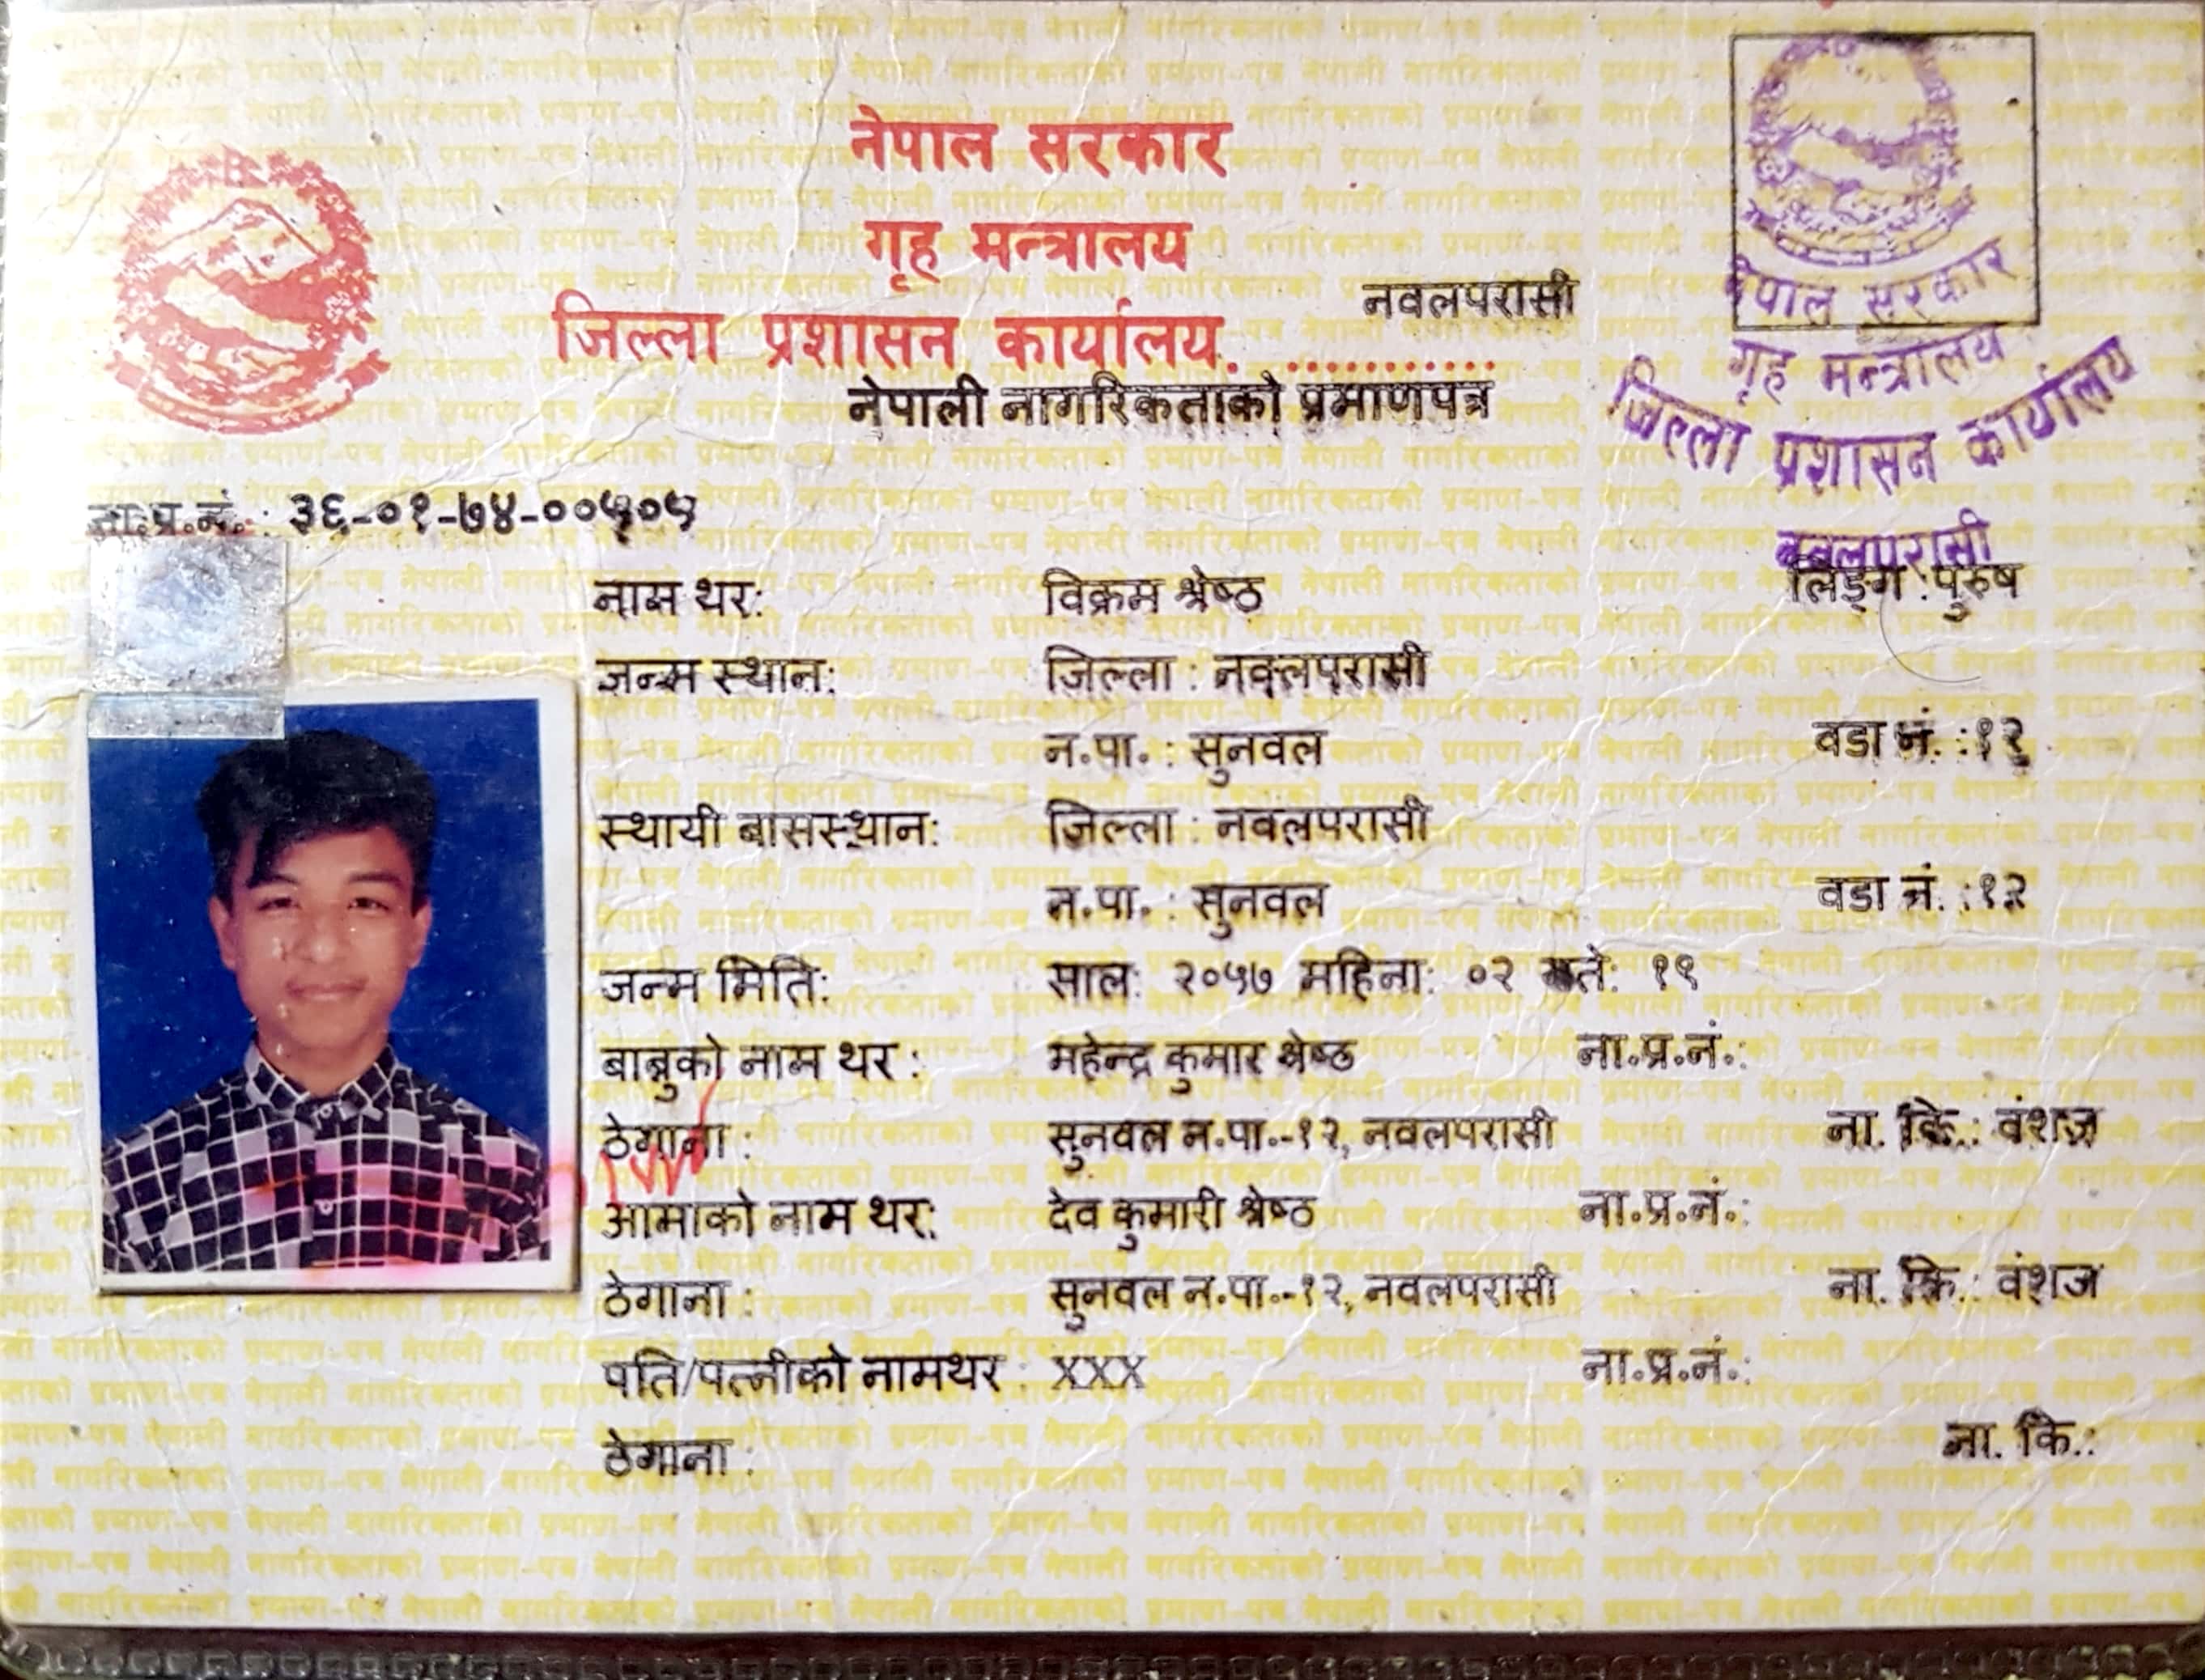 नेपाल सरकार
गृह मन्त्रालय
जिल्ला प्रशासन कार्यालय. ........... नवलपरासी
नेपाली नागरिकताको प्रमाणपत्र
नेपाल सरकार
गृह मन्त्रालय
जिल्ला प्रशासन कार्यालय
नवलपरासी
ना.प्र.नं. : ३६-०१-७४-००५०५
नाम थर: विक्रम श्रेष्ठ लिङ्ग : पुरुष
जन्म स्थान: जिल्ला : नवलपरासी
न.पा. : सुनवल वडा नं. : १२
स्थायी बासस्थान: जिल्ला : नवलपरासी
न.पा. : सुनवल वडा नं. : १२
जन्म मिति: साल: २०५७ महिना: ०२ गते: १९
बाबुको नाम थर : महेन्द्र कुमार श्रेष्ठ ना.प्र.नं.:
ठेगाना : सुनवल न.पा.-१२, नवलपरासी ना. कि.: वंशज
आमाको नाम थर: देव कुमारी श्रेष्ठ ना.प्र.नं.:
ठेगाना : सुनवल न.पा.-१२, नवलपरासी ना. कि.: वंशज
पति/पत्नीको नामथर : XXX ना.प्र.नं.:
ठेगाना : ना. कि.: